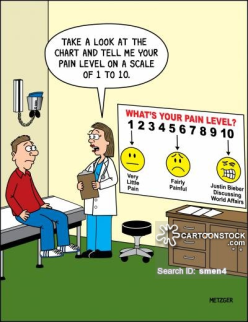 TAKE A LOOK AT THE
CHART AND TELL ME YOUR
PAIN LEVEL ON A SCALE
OF 1 TO 10.
WHAT'S YOUR PAIN LEVEL?
1 2 3 4 5 6 7 8 9 10
Very
Little
Pain
Fairly
Painful
Justin Bieber
Discussing
World Affairs
CARTOONSTOCK
.com
Search ID: smen4
METZGER